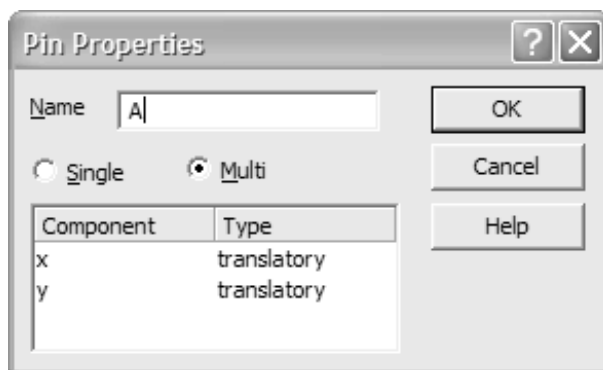 Pin Properties
Name A OK
Single Multi Cancel
Component Type Help
x translatory
y translatory